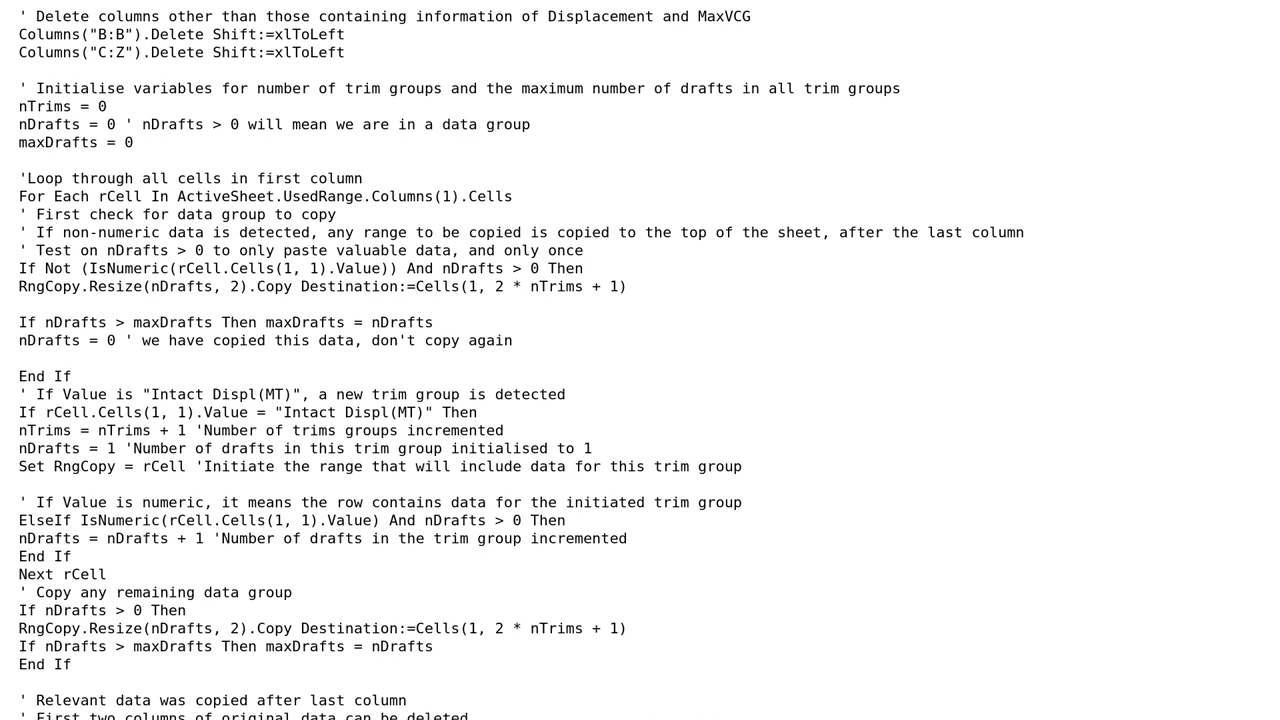 ' Delete columns other than those containing information of Displacement and MaxVCG
Columns("B:B").Delete Shift:=xlToLeft
Columns("C:Z").Delete Shift:=xlToLeft
' Initialise variables for number of trim groups and the maximum number of drafts in all trim groups
nTrims = 0
nDrafts = 0 ' nDrafts > 0 will mean we are in a data group
maxDrafts = 0
'Loop through all cells in first column
For Each rCell In ActiveSheet.UsedRange.Columns(1).Cells
' First check for data group to copy
' If non-numeric data is detected, any range to be copied is copied to the top of the sheet, after the last column
' Test on nDrafts > 0 to only paste valuable data, and only once
If Not (IsNumeric(rCell.Cells(1, 1).Value)) And nDrafts > 0 Then
RngCopy.Resize(nDrafts, 2).Copy Destination:=Cells(1, 2 * nTrims + 1)
If nDrafts > maxDrafts Then maxDrafts = nDrafts
nDrafts = 0 ' we have copied this data, don't copy again
End If
' If Value is "Intact Displ(MT)", a new trim group is detected
If rCell.Cells(1, 1).Value = "Intact Displ(MT)" Then
nTrims = nTrims + 1 'Number of trims groups incremented
nDrafts = 1 'Number of drafts in this trim group initialised to 1
Set RngCopy = rCell 'Initiate the range that will include data for this trim group
' If Value is numeric, it means the row contains data for the initiated trim group
ElseIf IsNumeric(rCell.Cells(1, 1).Value) And nDrafts > 0 Then
nDrafts = nDrafts + 1 'Number of drafts in the trim group incremented
End If
Next rCell
' Copy any remaining data group
If nDrafts > 0 Then
RngCopy.Resize(nDrafts, 2).Copy Destination:=Cells(1, 2 * nTrims + 1)
If nDrafts > maxDrafts Then maxDrafts = nDrafts
End If
' Relevant data was copied after last column
' First two columns of original data can be deleted